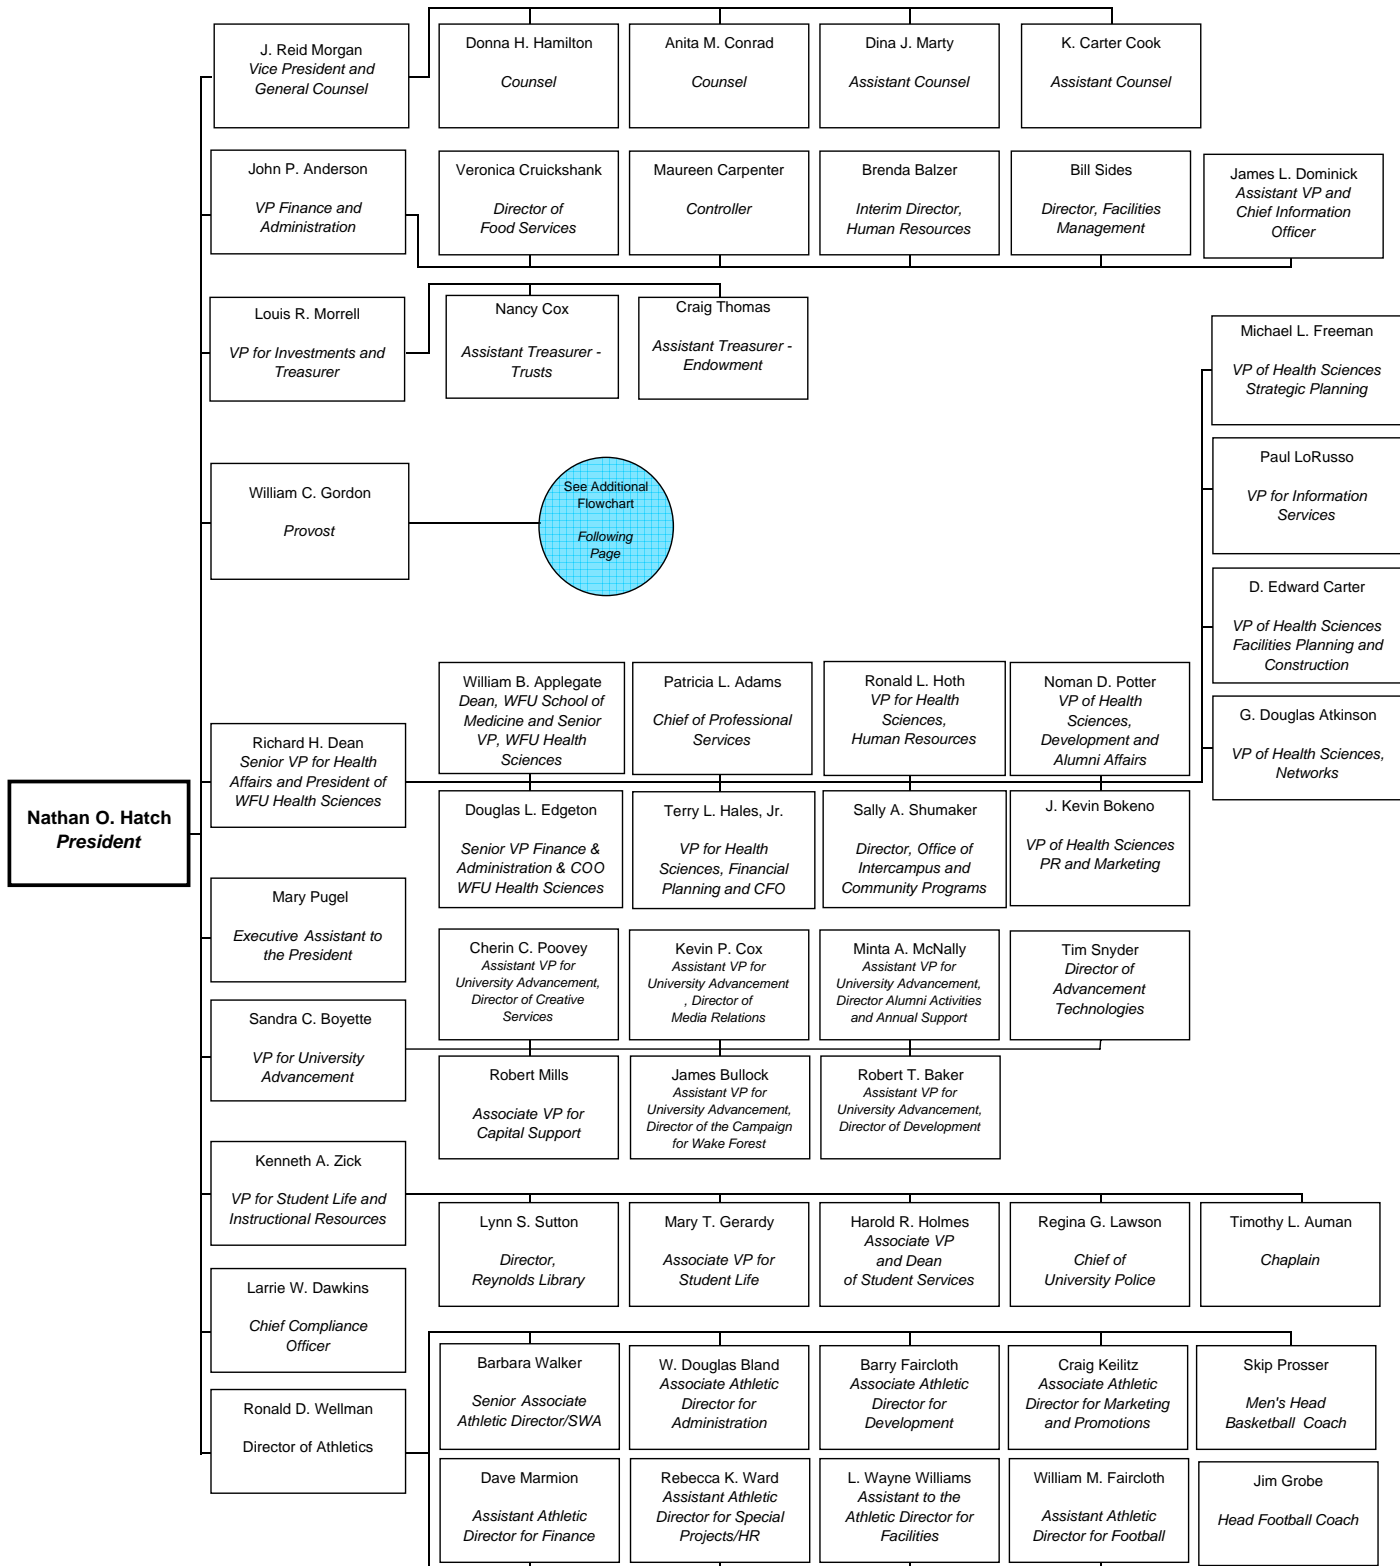 J. Reid Morgan
Vice President and
General Counsel
Donna H. Hamilton
Counsel
Anita M. Conrad
Counsel
Dina J. Marty
Assistant Counsel
K. Carter Cook
Assistant Counsel
John P. Anderson
VP Finance and
Administration
Veronica Cruickshank
Director of
Food Services
Maureen Carpenter
Controller
Brenda Balzer
Interim Director,
Human Resources
Bill Sides
Director, Facilities
Management
James L. Dominick
Assistant VP and
Chief Information
Officer
Louis R. Morrell
VP for Investments and
Treasurer
Nancy Cox
Assistant Treasurer -
Trusts
Craig Thomas
Assistant Treasurer -
Endowment
Michael L. Freeman
VP of Health Sciences
Strategic Planning
Paul LoRusso
VP for Information
Services
D. Edward Carter
VP of Health Sciences
Facilities Planning and
Construction
G. Douglas Atkinson
VP of Health Sciences,
Networks
William C. Gordon
Provost
See Additional
Flowchart
Following
Page
Nathan O. Hatch
President
Richard H. Dean
Senior VP for Health
Affairs and President of
WFU Health Sciences
William B. Applegate
Dean, WFU School of
Medicine and Senior
VP, WFU Health
Sciences
Patricia L. Adams
Chief of Professional
Services
Ronald L. Hoth
VP for Health
Sciences,
Human Resources
Noman D. Potter
VP of Health
Sciences,
Development and
Alumni Affairs
Douglas L. Edgeton
Senior VP Finance &
Administration & COO
WFU Health Sciences
Terry L. Hales, Jr.
VP for Health
Sciences, Financial
Planning and CFO
Sally A. Shumaker
Director, Office of
Intercampus and
Community Programs
J. Kevin Bokeno
VP of Health Sciences
PR and Marketing
Mary Pugel
Executive Assistant to
the President
Sandra C. Boyette
VP for University
Advancement
Cherin C. Poovey
Assistant VP for
University Advancement,
Director of Creative
Services
Kevin P. Cox
Assistant VP for
University Advancement
, Director of
Media Relations
Minta A. McNally
Assistant VP for
University Advancement,
Director Alumni Activities
and Annual Support
Tim Snyder
Director of
Advancement
Technologies
Robert Mills
Associate VP for
Capital Support
James Bullock
Assistant VP for
University Advancement,
Director of the Campaign
for Wake Forest
Robert T. Baker
Assistant VP for
University Advancement,
Director of Development
Kenneth A. Zick
VP for Student Life and
Instructional Resources
Lynn S. Sutton
Director,
Reynolds Library
Mary T. Gerardy
Associate VP for
Student Life
Harold R. Holmes
Associate VP
and Dean
of Student Services
Regina G. Lawson
Chief of
University Police
Timothy L. Auman
Chaplain
Larrie W. Dawkins
Chief Compliance
Officer
Ronald D. Wellman
Director of Athletics
Barbara Walker
Senior Associate
Athletic Director/SWA
W. Douglas Bland
Associate Athletic
Director for
Administration
Barry Faircloth
Associate Athletic
Director for
Development
Craig Keilitz
Associate Athletic
Director for Marketing
and Promotions
Skip Prosser
Men's Head
Basketball Coach
Dave Marmion
Assistant Athletic
Director for Finance
Rebecca K. Ward
Assistant Athletic
Director for Special
Projects/HR
L. Wayne Williams
Assistant to the
Athletic Director for
Facilities
William M. Faircloth
Assistant Athletic
Director for Football
Jim Grobe
Head Football Coach